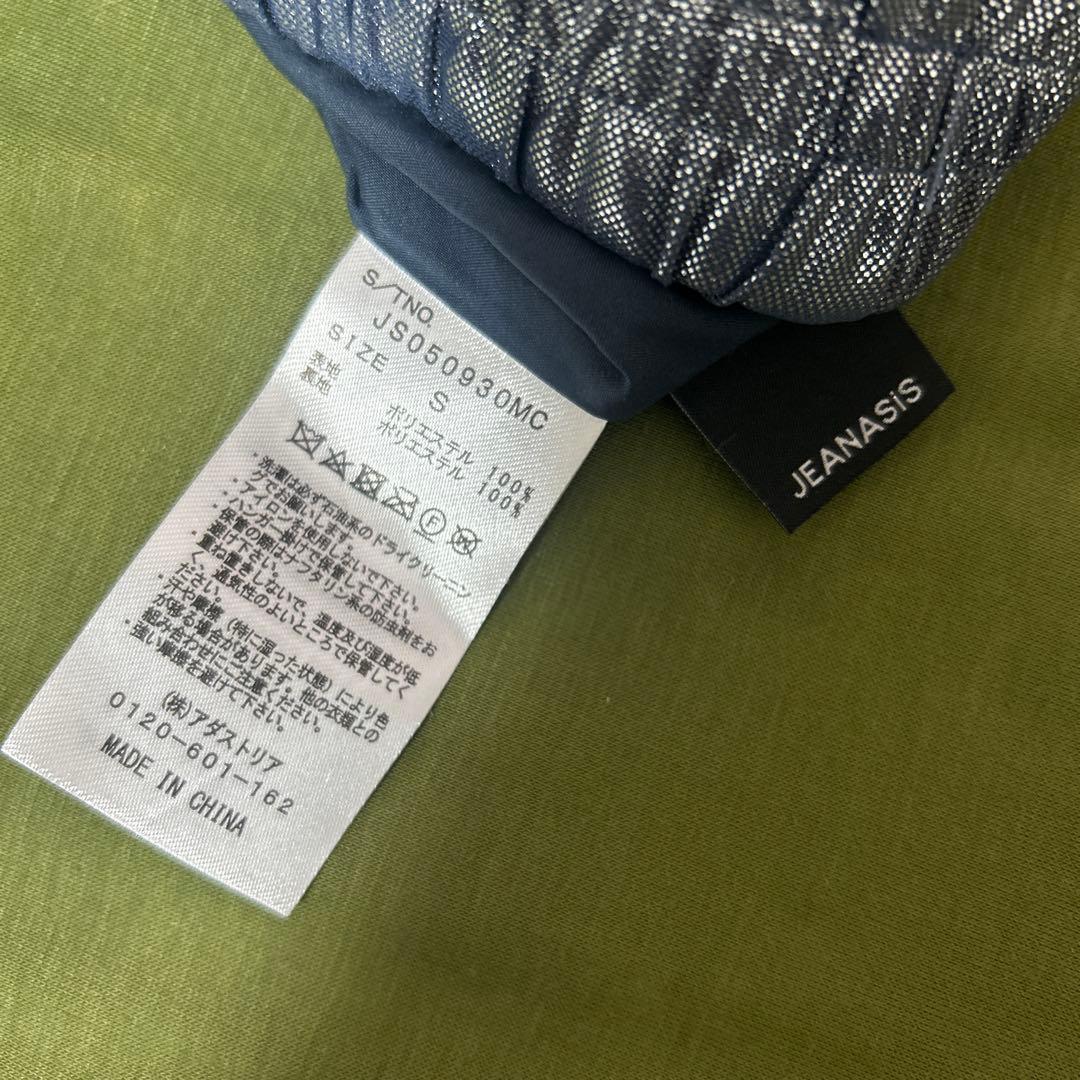 S/TNO.
JS050930MC
SIZE
S
表地 ポリエステル 100%
裏地 ポリエステル 100%
F
・洗濯は必ず石油系のドライクリーニン
グでお願いします。
・アイロンを使用しないで下さい。
・ハンガー掛けで保管して下さい。
・保管の際はナフタリン系の防虫剤をお
避け下さい。
・重ね置きしないで、温度及び湿度が低
く、通気性のよいところで保管してく
ださい。
・汗や摩擦(特に湿った状態)により色
が移る場合があります。他の衣類との
組み合わせにご注意ください。
・強い摩擦を避けて下さい。
(株)アダストリア
0120-601-162
MADE IN CHINA
JEANASiS